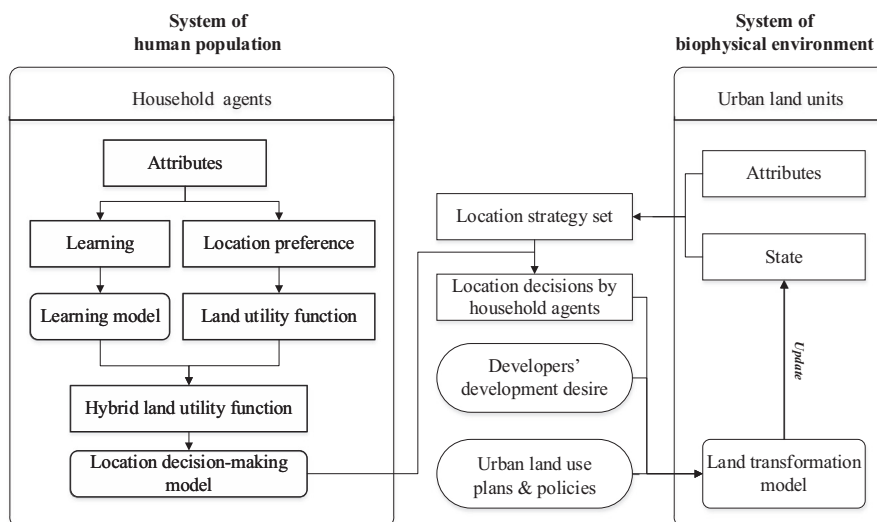 System of
human population
System of
biophysical environment
Household agents
Urban land units
Attributes
Learning
Location preference
Learning model
Land utility function
Hybrid land utility function
Location decision-making
model
Location strategy set
Location decisions by
household agents
Developers’
development desire
Urban land use
plans & policies
Attributes
State
Update
Land transformation
model